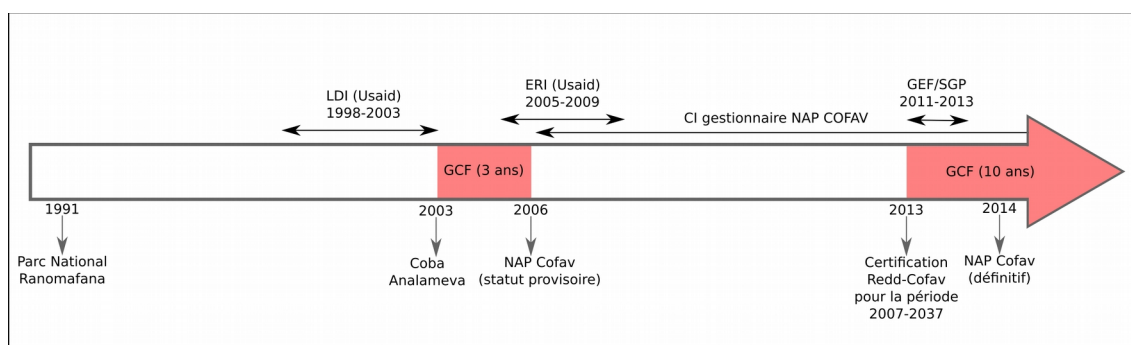 LDI (Usaid)
1998-2003
ERI (Usaid)
2005-2009
GEF/SGP
2011-2013
CI gestionnaire NAP COFAV
GCF (3 ans)
GCF (10 ans)
1991
2003
2006
2013
2014
Parc National
Ranomafana
Coba
Analameva
NAP Cofav
(statut provisoire)
Certification
Redd-Cofav
pour la période
2007-2037
NAP Cofav
(définitif)